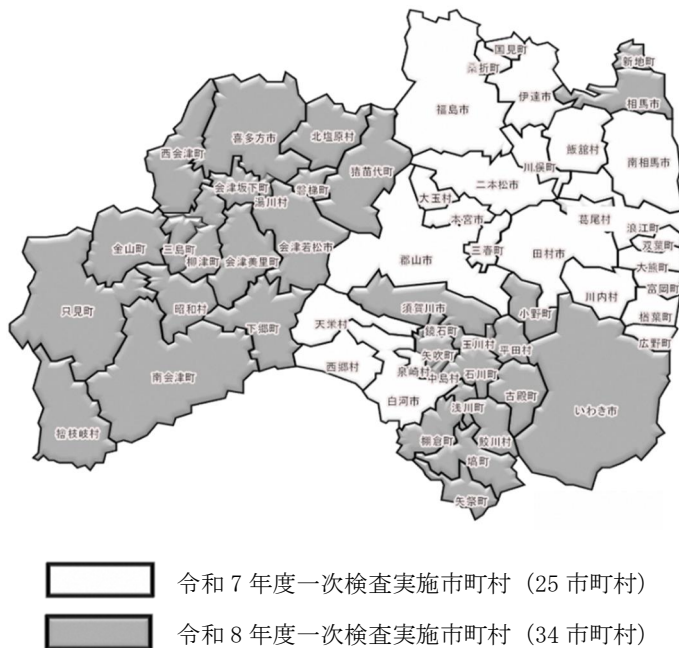 国見町
桑折町
新地町
相馬市
伊達市
福島市
喜多方市
北塩原村
西会津町
飯舘村
南相馬市
猪苗代町
川俣町
会津坂下町
磐梯町
湯川村
二本松市
大玉村
本宮市
葛尾村
浪江町
双葉町
金山町
三島町
柳津町
会津美里町
会津若松市
三春町
田村市
大熊町
郡山市
富岡町
川内村
只見町
昭和村
須賀川市
小野町
楢葉町
下郷町
天栄村
鏡石町
玉川村
平田村
広野町
矢吹町
西郷村
泉崎村
中島村
石川町
南会津町
古殿町
白河市
浅川町
いわき市
檜枝岐村
棚倉町
鮫川村
塙町
矢祭町
令和7年度一次検査実施市町村（25市町村）
令和8年度一次検査実施市町村（34市町村）